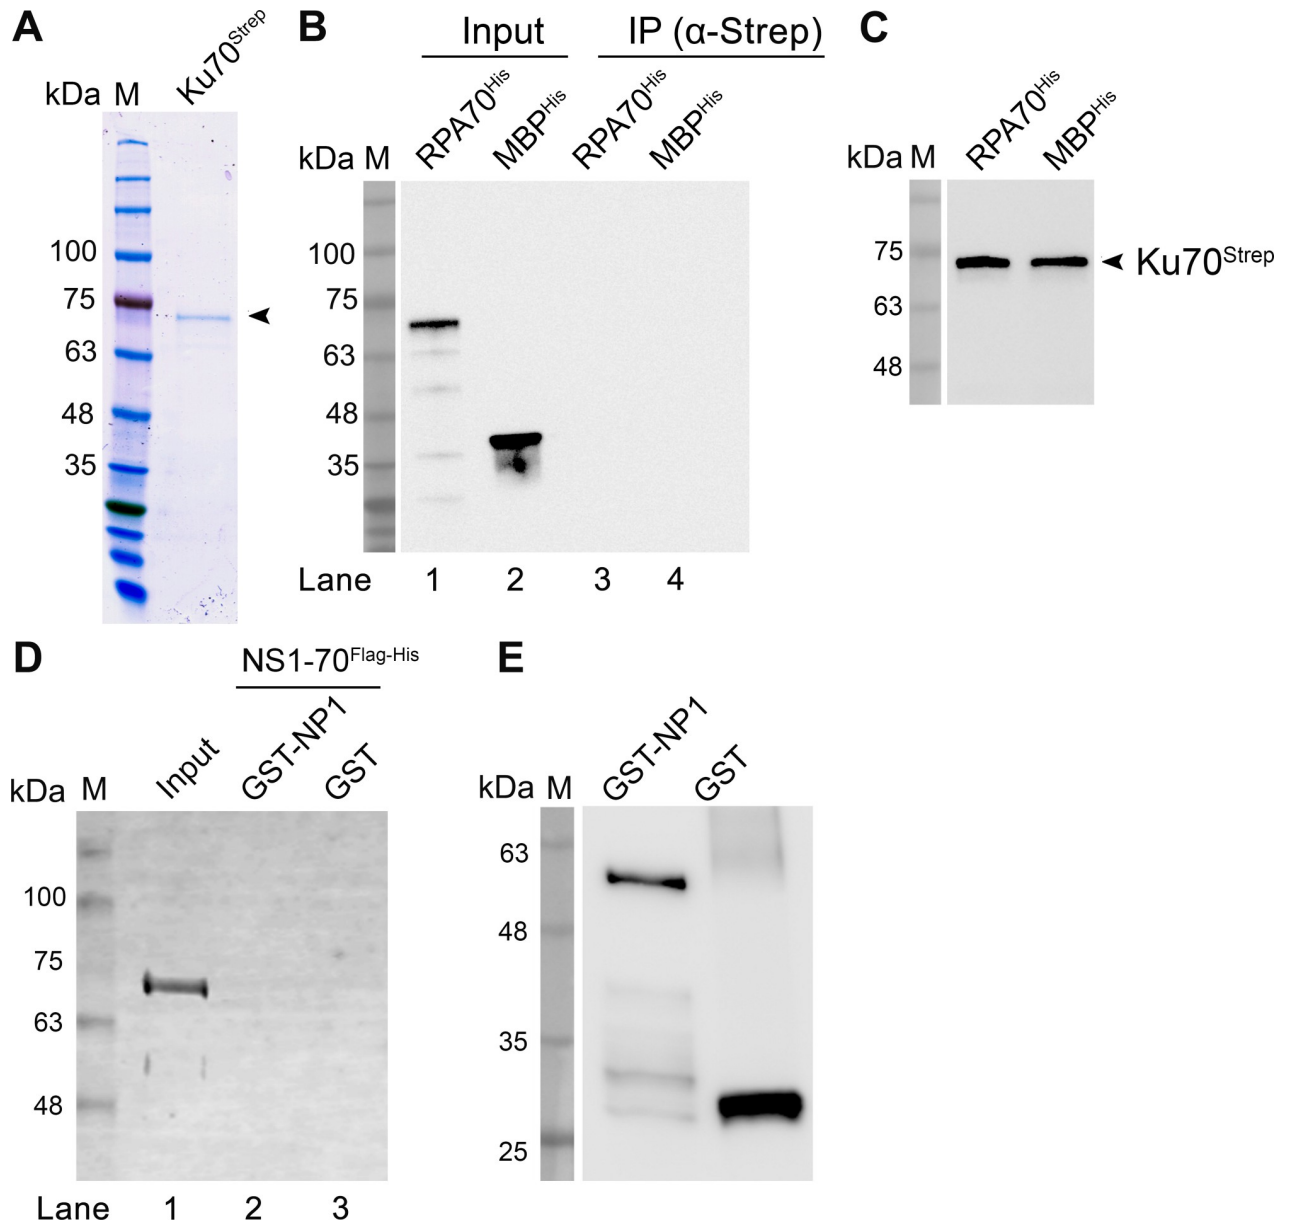 A
kDa M Ku70Strep
100
75
63
48
35
B
Input IP (α-Strep)
kDa M RPA70His MBPHis RPA70His MBPHis
100
75
63
48
35
Lane 1 2 3 4
C
kDa M RPA70His MBPHis
75
Ku70Strep
63
48
D
NS1-70Flag-His
kDa M Input GST-NP1 GST
100
75
63
48
Lane 1 2 3
E
kDa M GST-NP1 GST
63
48
35
25